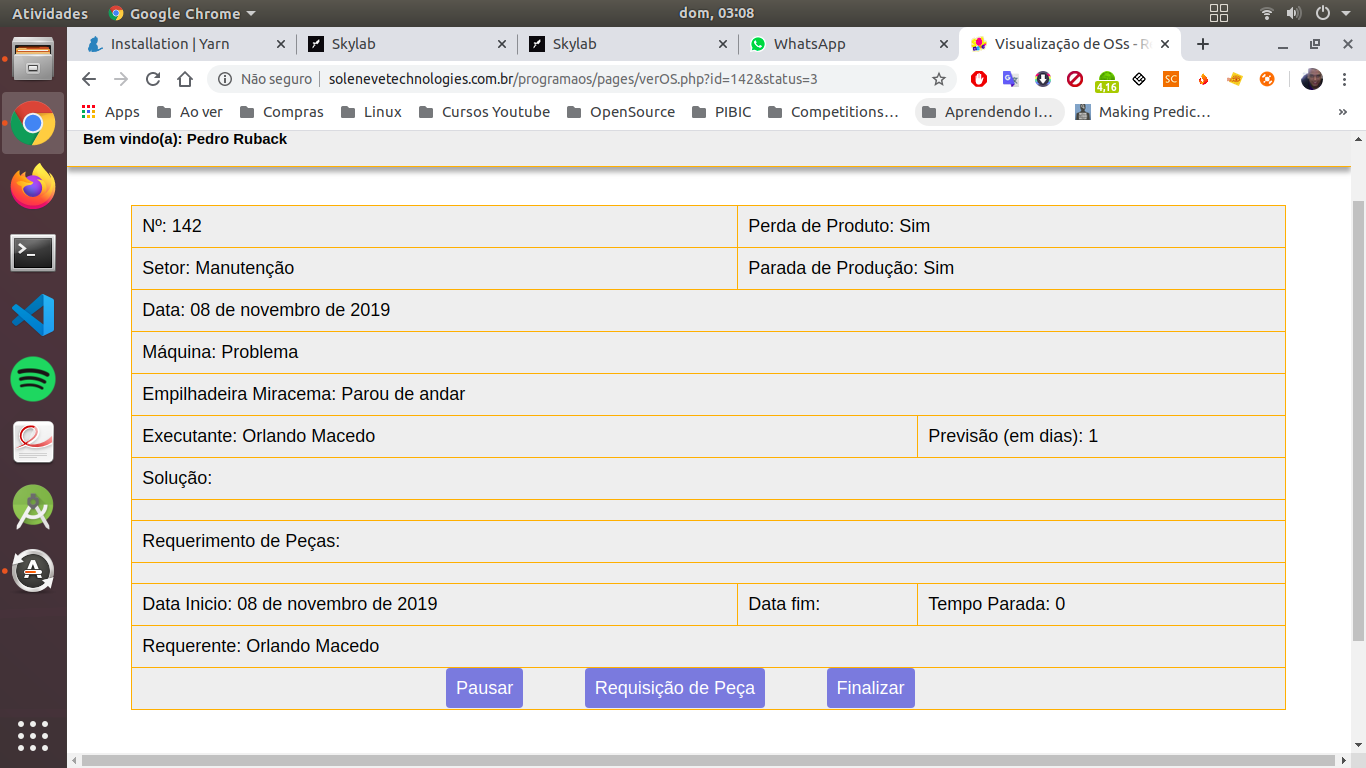 Atividades Google Chrome dom, 03:08
Installation | Yarn Skylab Skylab WhatsApp Visualização de OSs - R
Não seguro solenevetechnologies.com.br/programaos/pages/verOS.php?id=142&status=3 SC 4.16
Apps Ao ver Compras Linux Cursos Youtube OpenSource PIBIC Competitions… Aprendendo I… Making Predic… »
Bem vindo(a): Pedro Ruback
Nº: 142 Perda de Produto: Sim
Setor: Manutenção Parada de Produção: Sim
Data: 08 de novembro de 2019
Máquina: Problema
Empilhadeira Miracema: Parou de andar
Executante: Orlando Macedo Previsão (em dias): 1
Solução:
Requerimento de Peças:
Data Inicio: 08 de novembro de 2019 Data fim: Tempo Parada: 0
Requerente: Orlando Macedo
Pausar Requisição de Peça Finalizar